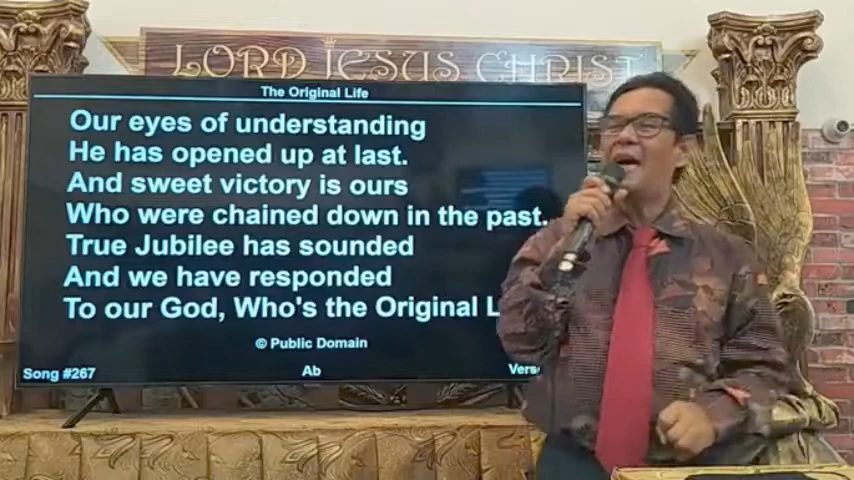 LORD JESUS CHRIST
The Original Life
Our eyes of understanding
He has opened up at last.
And sweet victory is ours
Who were chained down in the past.
True Jubilee has sounded
And we have responded
To our God, Who's the Original
© Public Domain
Song #267
Ab